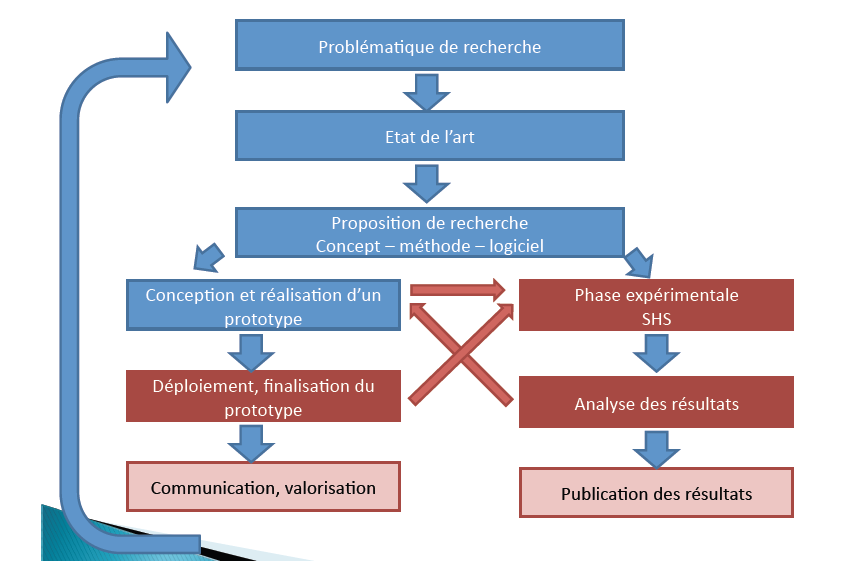 Problématique de recherche
Etat de l’art
Proposition de recherche
Concept – méthode – logiciel
Conception et réalisation d’un
prototype
Phase expérimentale
SHS
Déploiement, finalisation du
prototype
Analyse des résultats
Communication, valorisation
Publication des résultats